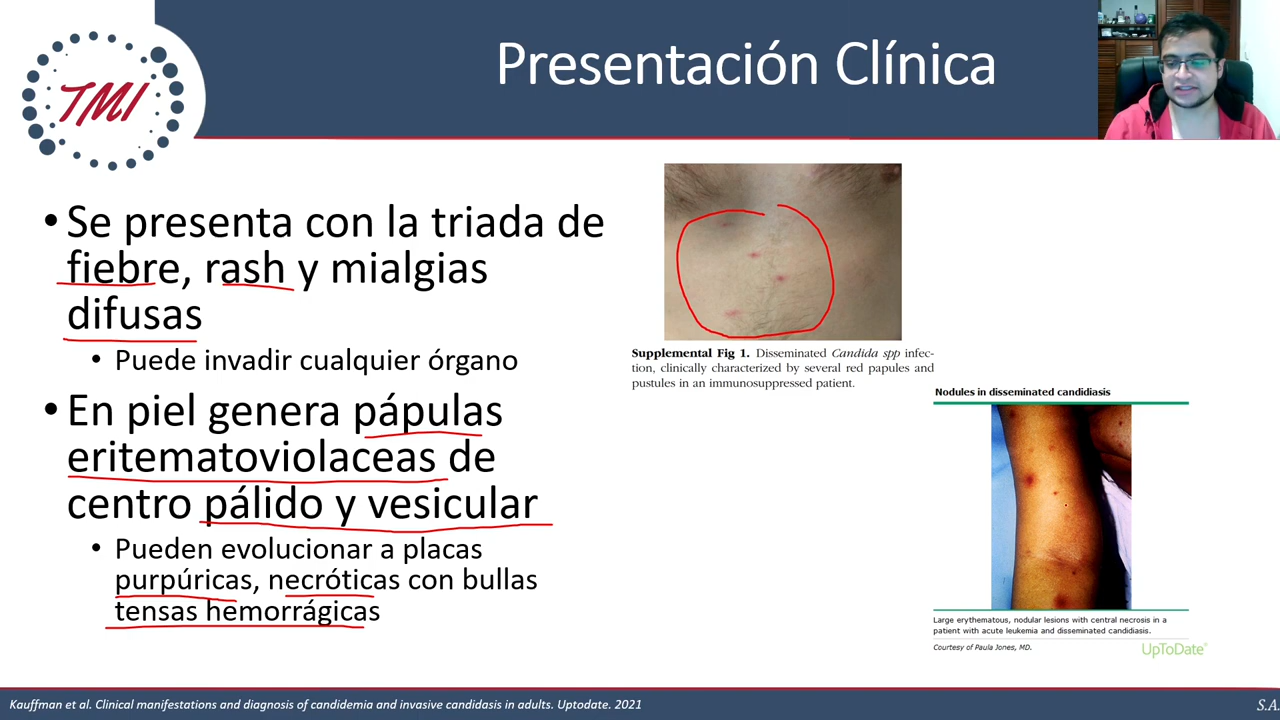 Presentación Clínica
TMI
• Se presenta con la triada de
fiebre, rash y mialgias
difusas
• Puede invadir cualquier órgano
• En piel genera pápulas
eritematoviolaceas de
centro pálido y vesicular
• Pueden evolucionar a placas
purpúricas, necróticas con bullas
tensas hemorrágicas
Supplemental Fig 1. Disseminated Candida spp infec-
tion, clinically characterized by several red papules and
pustules in an immunosuppressed patient.
Nodules in disseminated candidiasis
Large erythematous, nodular lesions with central necrosis in a
patient with acute leukemia and disseminated candidiasis.
Courtesy of Paula Jones, MD.
UpToDate®
Kauffman et al. Clinical manifestations and diagnosis of candidemia and invasive candidasis in adults. Uptodate. 2021
S.A.